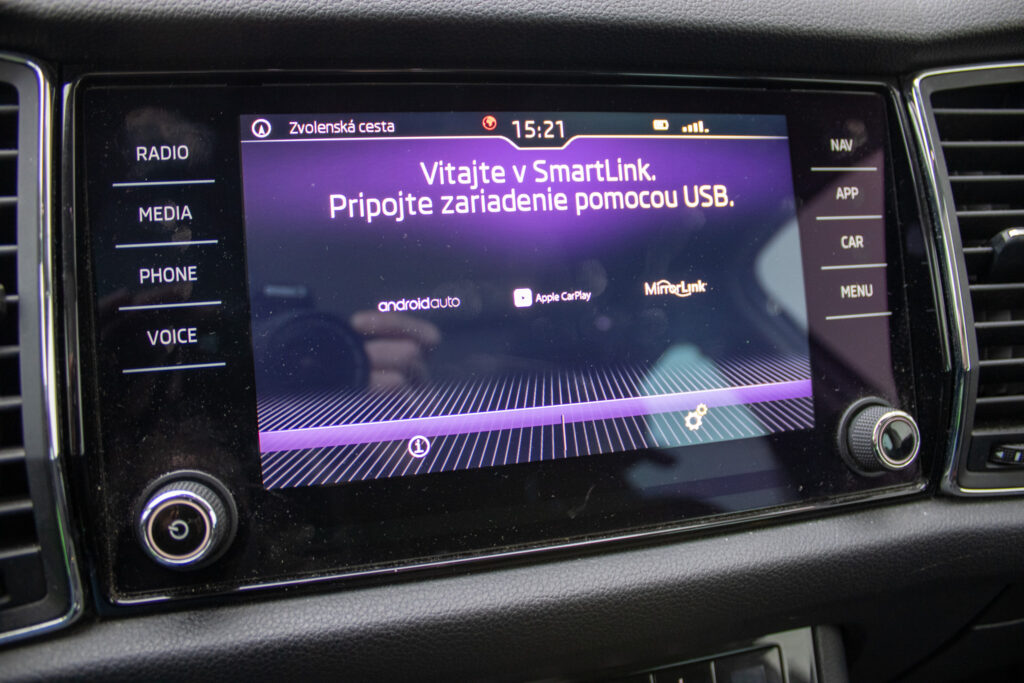 Zvolenská cesta
15:21
Vitajte v SmartLink.
Pripojte zariadenie pomocou USB.
androidauto
Apple CarPlay
MirrorLink
RADIO
MEDIA
PHONE
VOICE
NAV
APP
CAR
MENU